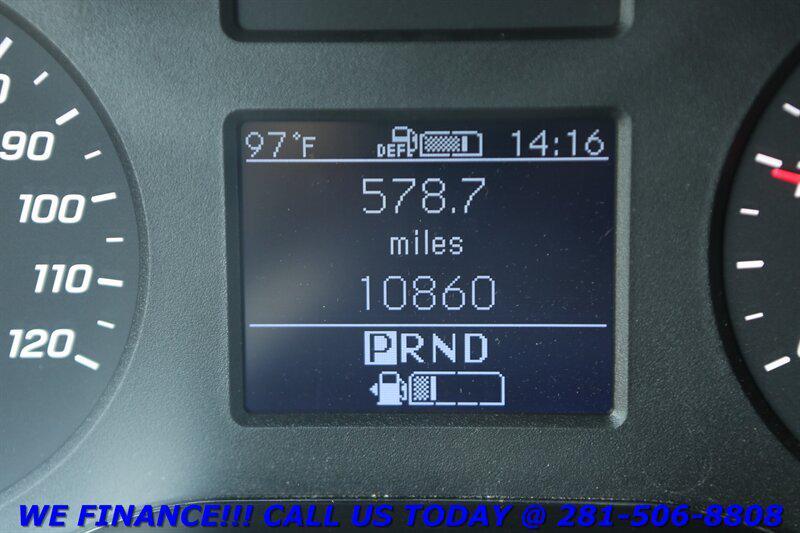 97°F DEF 14:16
578.7
miles
10860
PRND
90
100
110
120
WE FINANCE!!! CALL US TODAY @ 281-506-8808